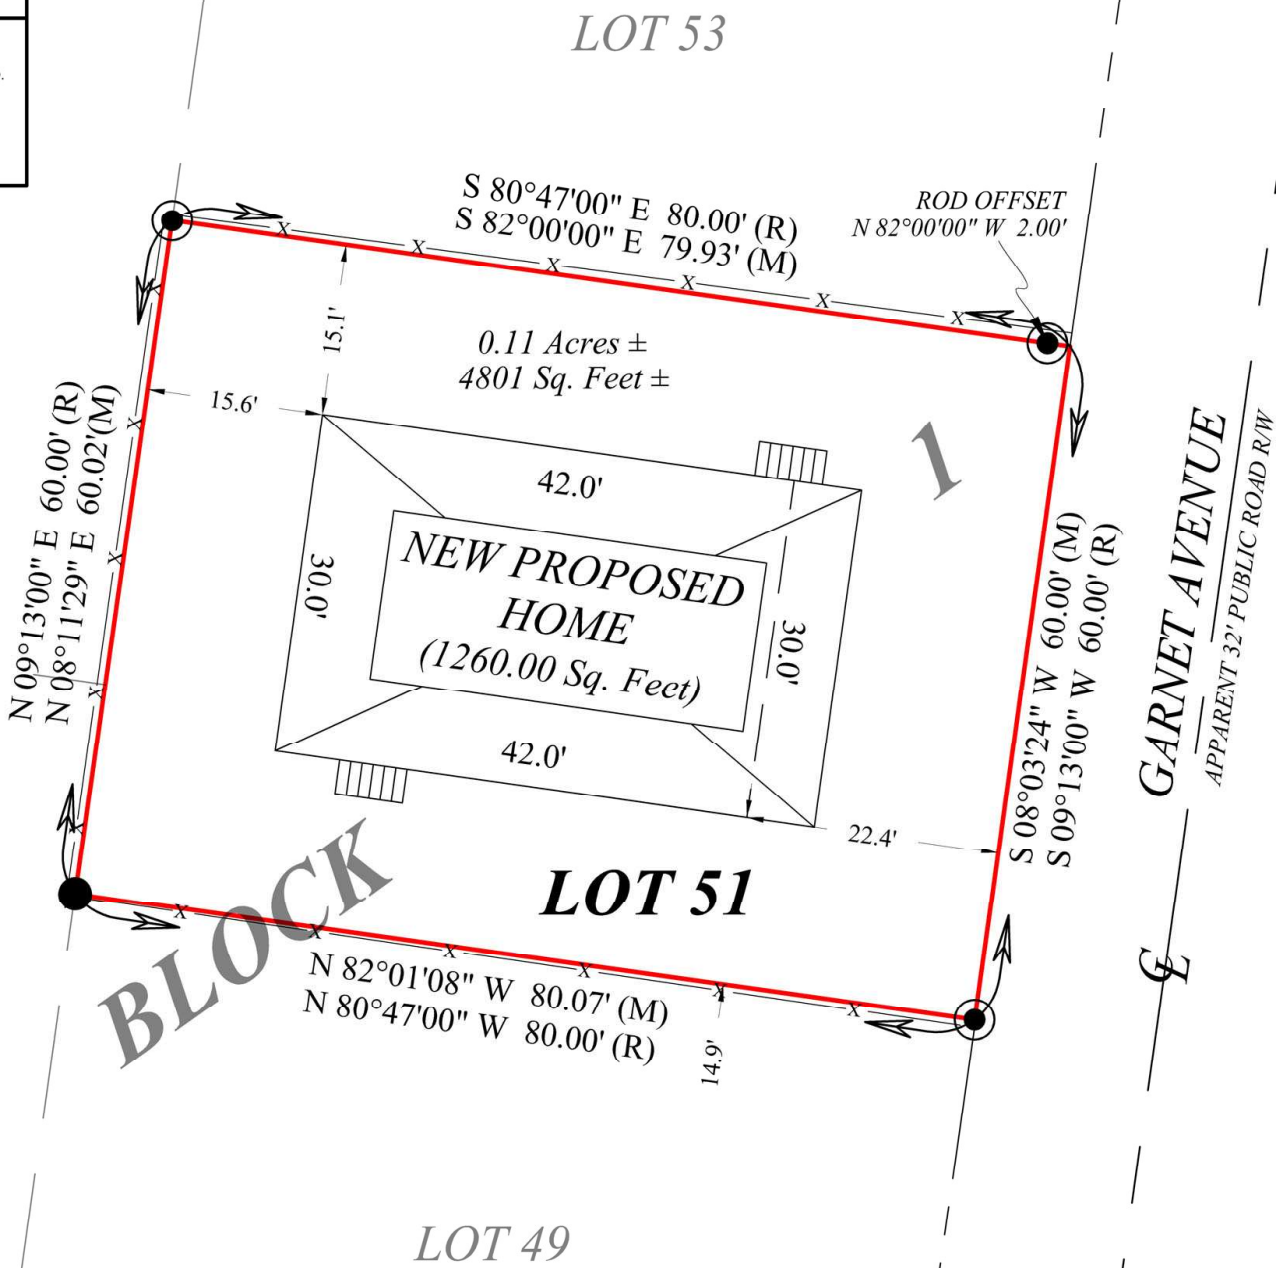 LOT 53
S 80°47'00" E 80.00' (R)
S 82°00'00" E 79.93' (M)
ROD OFFSET
N 82°00'00" W 2.00'
15.1'
0.11 Acres ±
4801 Sq. Feet ±
15.6'
1
N 09°13'00" E 60.00' (R)
N 08°11'29" E 60.02'(M)
42.0'
30.0'
NEW PROPOSED
HOME
(1260.00 Sq. Feet)
30.0'
42.0'
22.4'
S 08°03'24" W 60.00' (M)
S 09°13'00" W 60.00' (R)
GARNET AVENUE
APPARENT 32' PUBLIC ROAD R/W
LOT 51
BLOCK
CL
N 82°01'08" W 80.07' (M)
N 80°47'00" W 80.00' (R)
14.9'
LOT 49